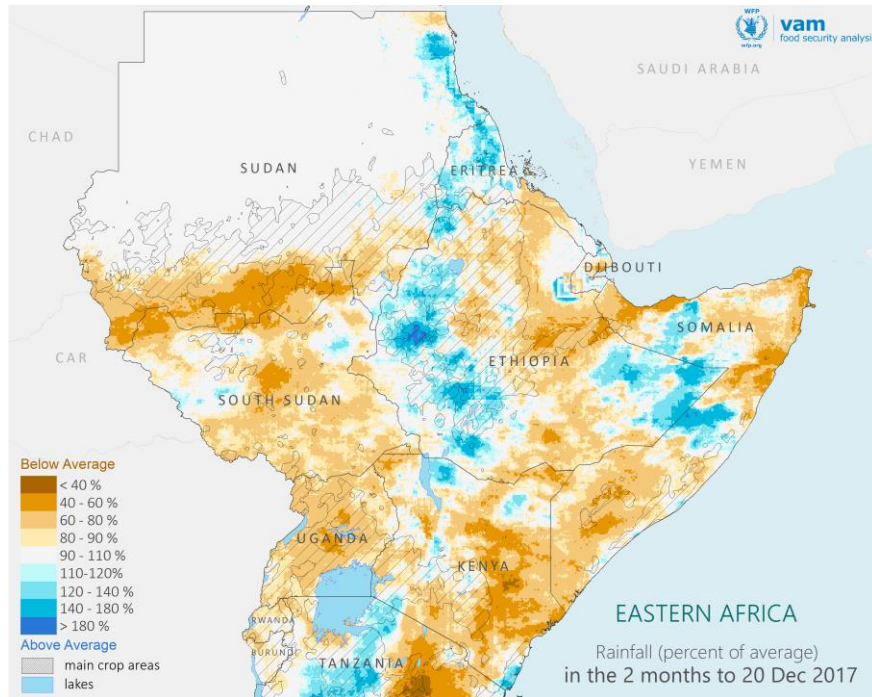 WFP
wfp.org
vam
food security analysis
SAUDI ARABIA
CHAD
YEMEN
SUDAN
ERITREA
DJIBOUTI
SOMALIA
CAR
ETHIOPIA
SOUTH SUDAN
Below Average
< 40 %
40 - 60 %
60 - 80 %
80 - 90 %
90 - 110 %
110-120%
120 - 140 %
140 - 180 %
> 180 %
Above Average
main crop areas
lakes
UGANDA
KENYA
RWANDA
BURUNDI
TANZANIA
EASTERN AFRICA
Rainfall (percent of average)
in the 2 months to 20 Dec 2017